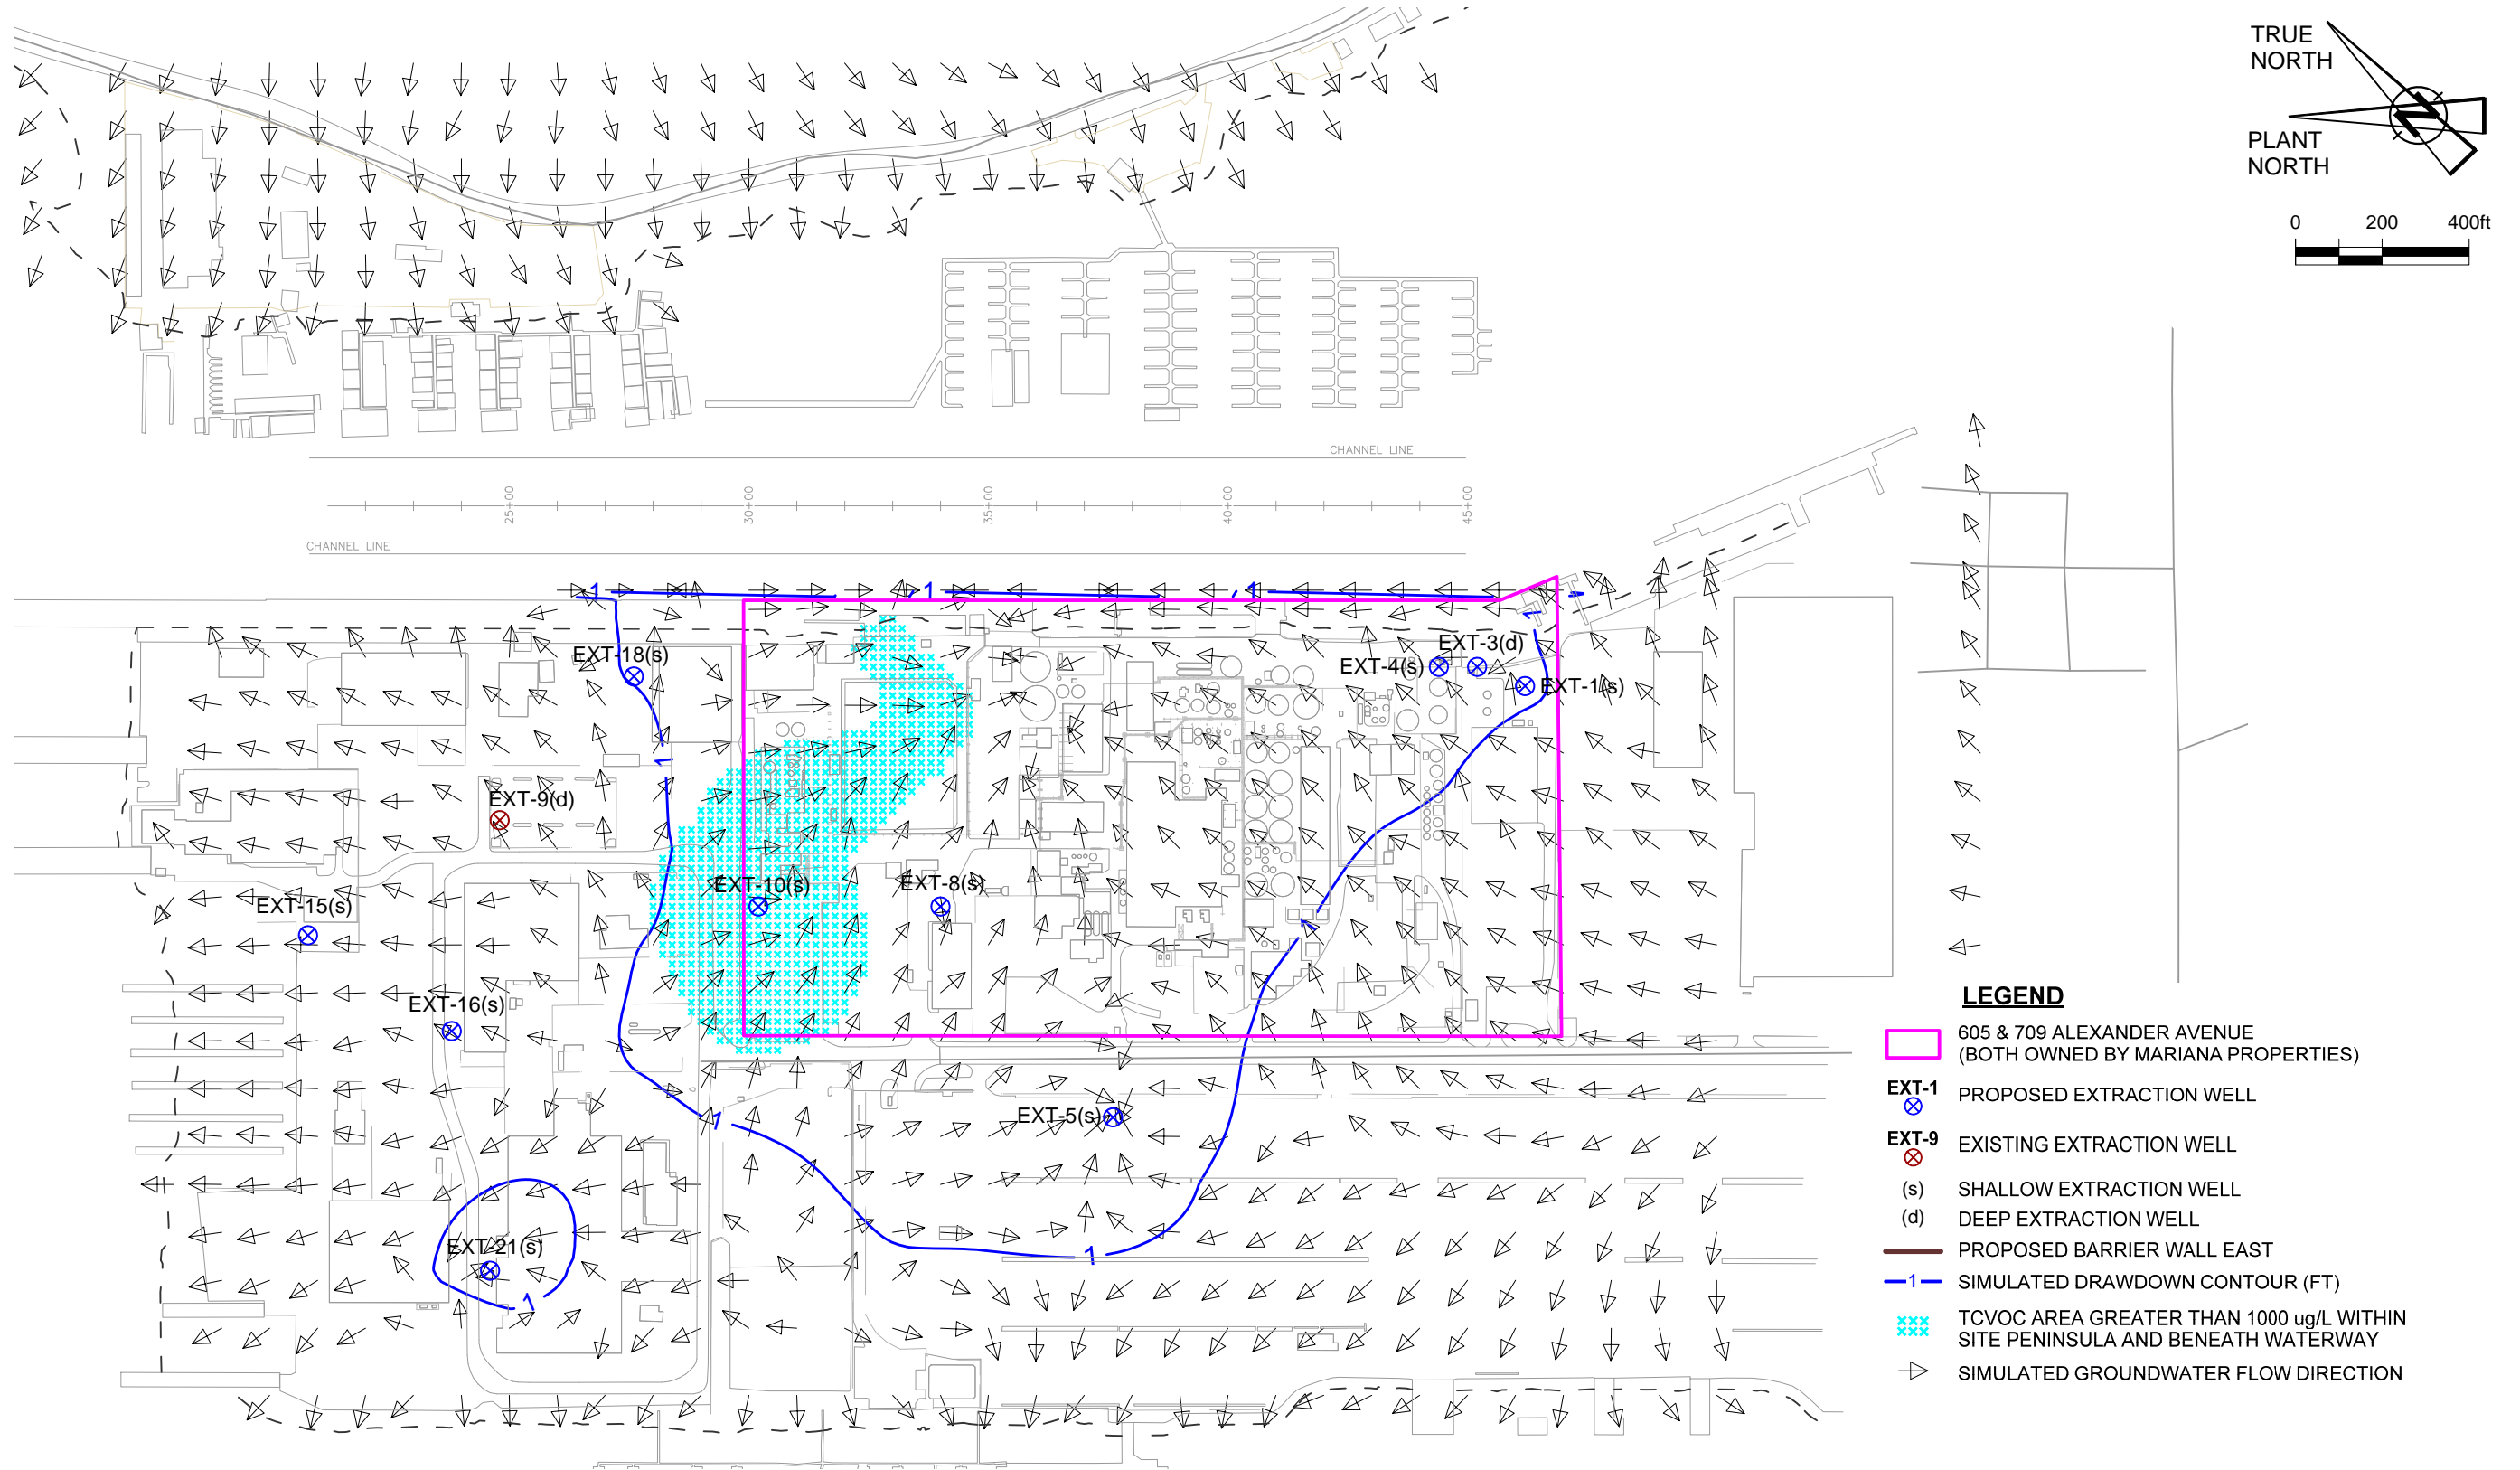 TRUE
NORTH
PLANT
NORTH
0 200 400ft
CHANNEL LINE
25+00 30+00 35+00 40+00 45+00
CHANNEL LINE
1 1 1 1
1
EXT-3(d)
EXT-18(s)
EXT-4(s)
EXT-1(s)
1
EXT-9(d)
EXT-10(s)
EXT-8(s)
EXT-15(s)
1
EXT-16(s)
EXT-5(s)
1
EXT-21(s)
1
1
LEGEND
605 & 709 ALEXANDER AVENUE
(BOTH OWNED BY MARIANA PROPERTIES)
EXT-1
PROPOSED EXTRACTION WELL
EXT-9
EXISTING EXTRACTION WELL
(s) SHALLOW EXTRACTION WELL
(d) DEEP EXTRACTION WELL
PROPOSED BARRIER WALL EAST
1 SIMULATED DRAWDOWN CONTOUR (FT)
TCVOC AREA GREATER THAN 1000 ug/L WITHIN
SITE PENINSULA AND BENEATH WATERWAY
SIMULATED GROUNDWATER FLOW DIRECTION